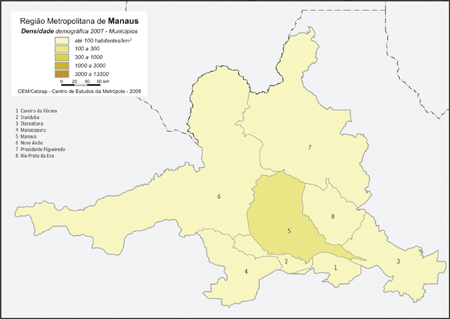 Região Metropolitana de Manaus
Densidade demográfica 2007 - Municípios
até 100 habitantes/km²
100 a 300
300 a 1000
1000 a 3000
3000 a 13300
0 20 40 60 km
CEM/Cebrap - Centro de Estudos da Metrópole - 2008
1 Careiro da Várzea
2 Iranduba
3 Itacoatiara
4 Manacapuru
5 Manaus
6 Novo Airão
7 Presidente Figueiredo
8 Rio Preto da Eva
7
6
8
5
3
2
1
4